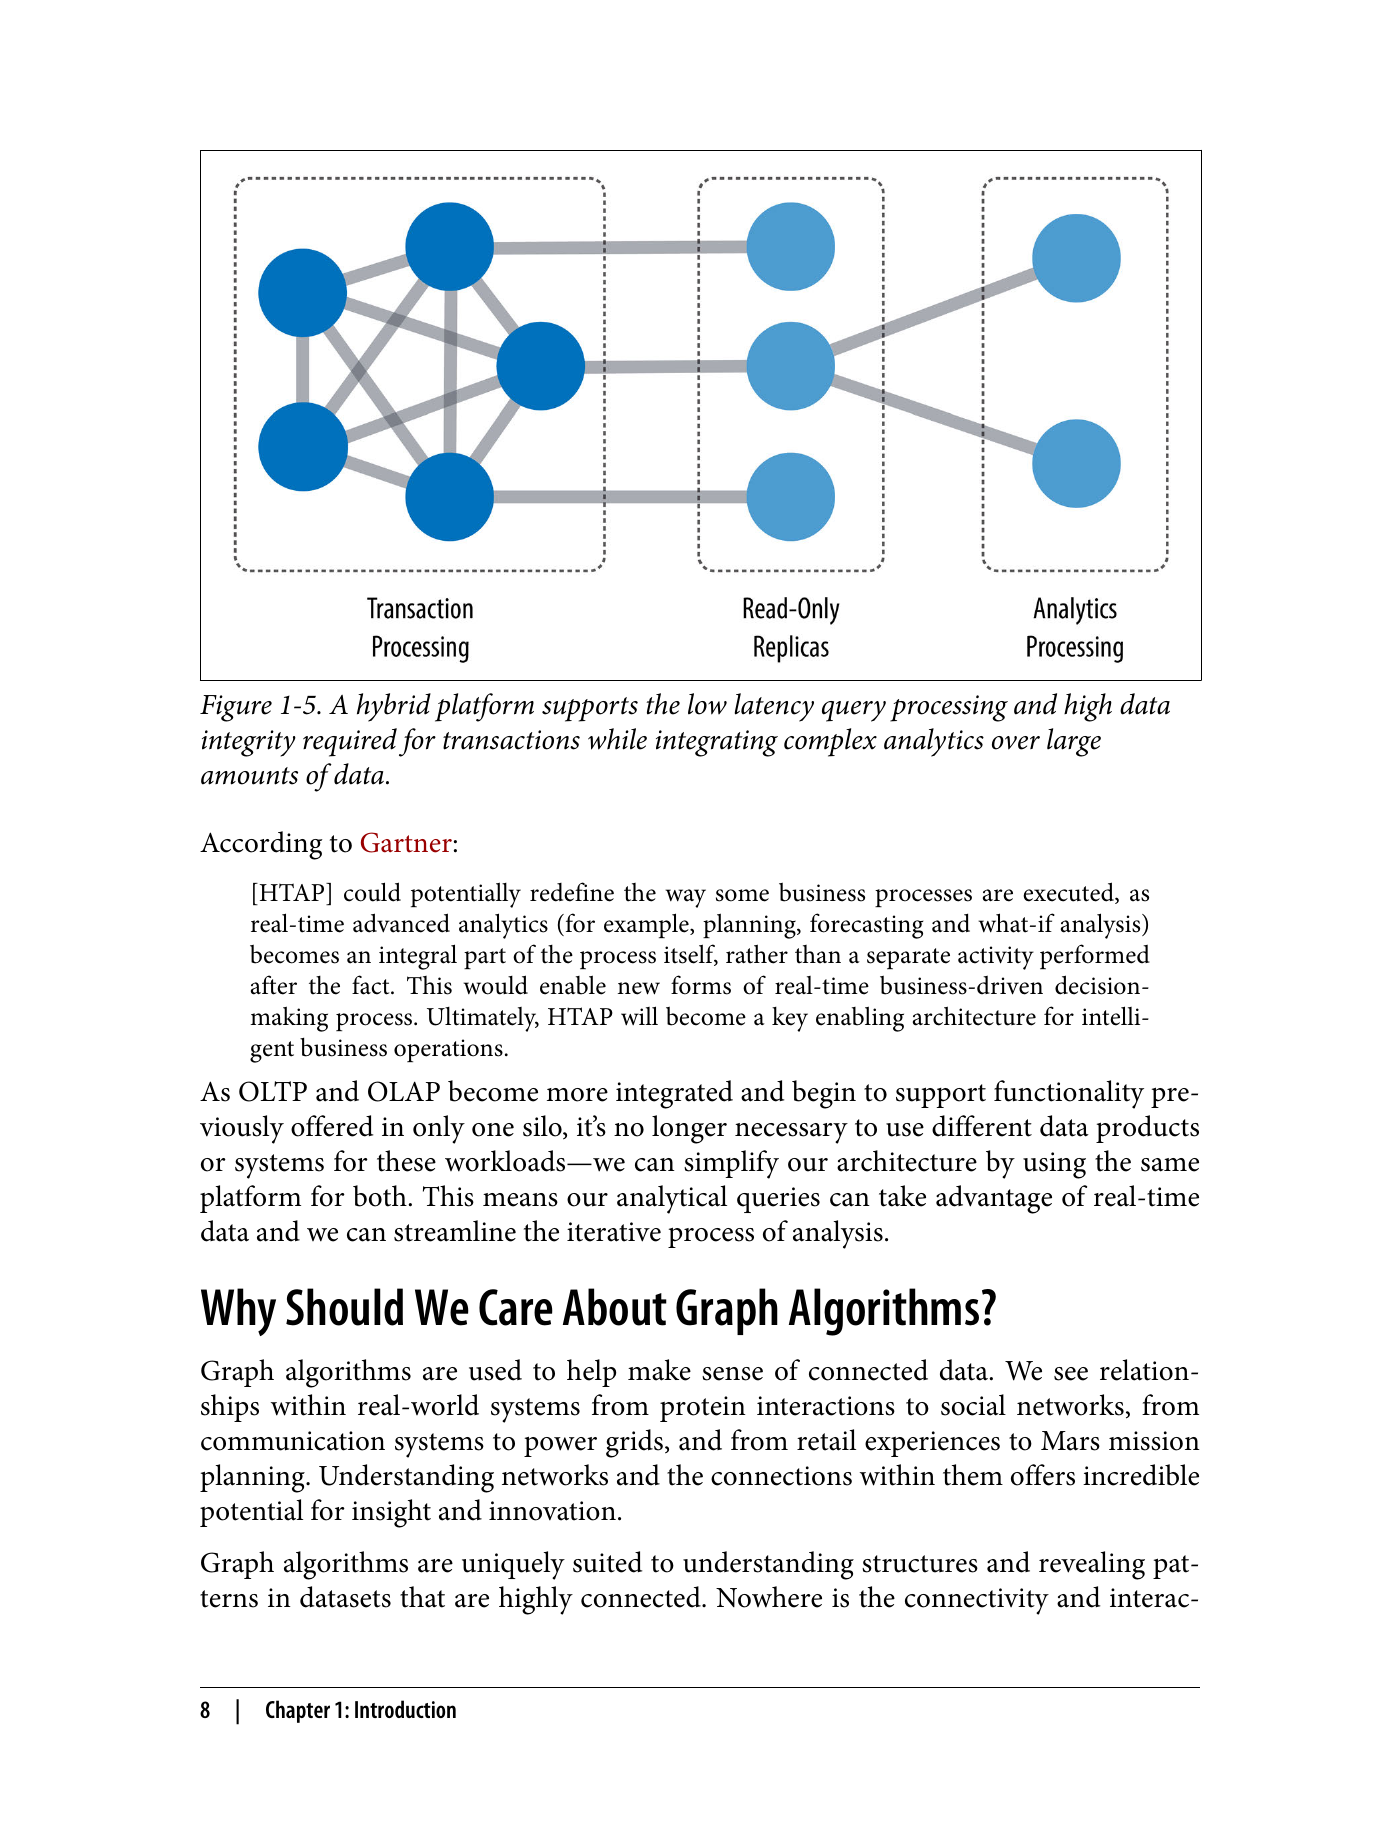 Transaction
Processing
Read-Only
Replicas
Analytics
Processing
Figure 1-5. A hybrid platform supports the low latency query processing and high data
integrity required for transactions while integrating complex analytics over large
amounts of data.
According to Gartner:
[HTAP] could potentially redefine the way some business processes are executed, as
real-time advanced analytics (for example, planning, forecasting and what-if analysis)
becomes an integral part of the process itself, rather than a separate activity performed
after the fact. This would enable new forms of real-time business-driven decision-
making process. Ultimately, HTAP will become a key enabling architecture for intelli-
gent business operations.
As OLTP and OLAP become more integrated and begin to support functionality pre-
viously offered in only one silo, it’s no longer necessary to use different data products
or systems for these workloads—we can simplify our architecture by using the same
platform for both. This means our analytical queries can take advantage of real-time
data and we can streamline the iterative process of analysis.
Why Should We Care About Graph Algorithms?
Graph algorithms are used to help make sense of connected data. We see relation-
ships within real-world systems from protein interactions to social networks, from
communication systems to power grids, and from retail experiences to Mars mission
planning. Understanding networks and the connections within them offers incredible
potential for insight and innovation.
Graph algorithms are uniquely suited to understanding structures and revealing pat-
terns in datasets that are highly connected. Nowhere is the connectivity and interac-
8 | Chapter 1: Introduction